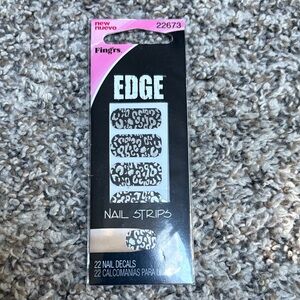 new
nuevo
22673
Fing'rs
EDGE
NAIL STRIPS
22 NAIL DECALS
22 CALCOMANIAS PARA